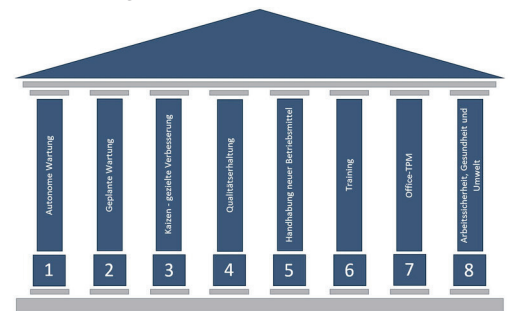 Autonome Wartung
Geplante Wartung
Kaizen - gezielte Verbesserung
Qualitätserhaltung
Handhabung neuer Betriebsmittel
Training
Office-TPM
Arbeitssicherheit, Gesundheit und
Umwelt
1
2
3
4
5
6
7
8